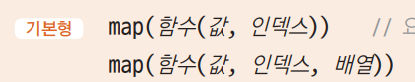 기본형 map(함수(값, 인덱스)) //
map(함수(값, 인덱스, 배열))